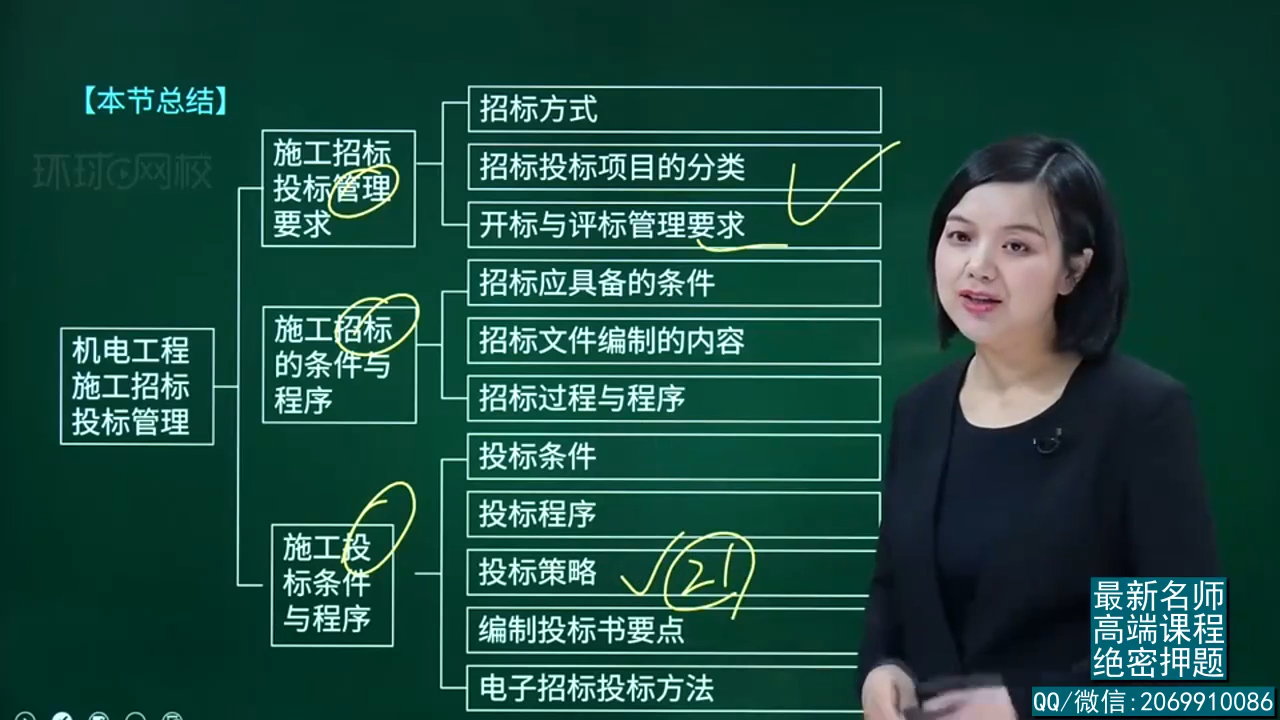 【本节总结】
环球网校
机电工程
施工招标
投标管理
施工招标
投标管理
要求
招标方式
招标投标项目的分类
开标与评标管理要求
施工招标
的条件与
程序
招标应具备的条件
招标文件编制的内容
招标过程与程序
施工投
标条件
与程序
投标条件
投标程序
投标策略
21
编制投标书要点
电子招标投标方法
最新名师
高端课程
绝密押题
QQ/微信:2069910086